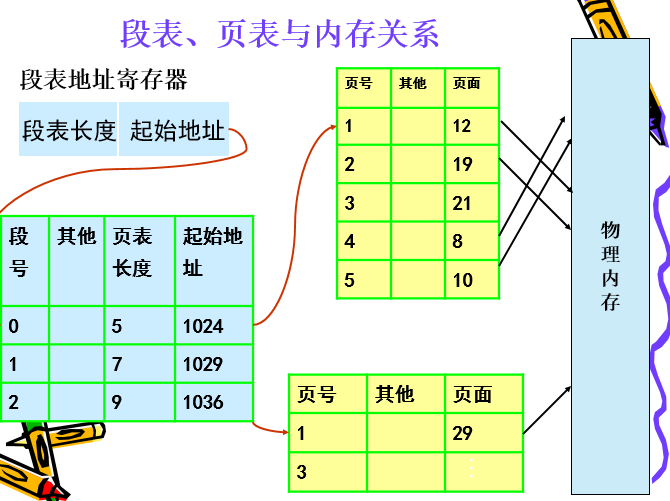 段表、页表与内存关系
段表地址寄存器
段表长度 起始地址
段号 其他 页表长度 起始地址
0 5 1024
1 7 1029
2 9 1036
页号 其他 页面
1 12
2 19
3 21
4 8
5 10
页号 其他 页面
1 29
3 ⋮
物理内存